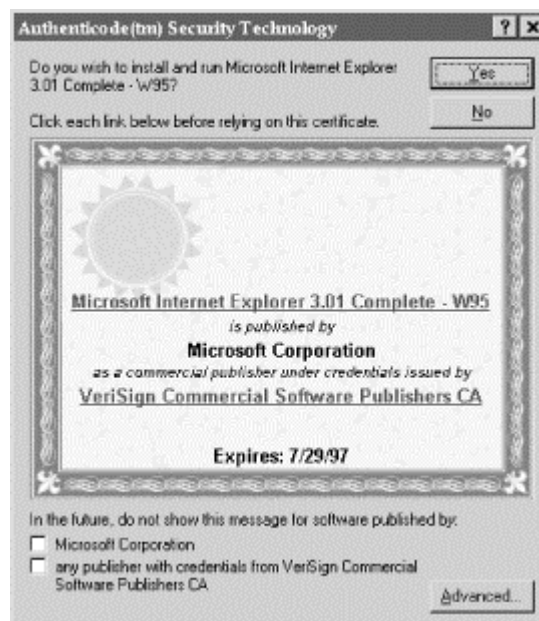 Authenticode(tm) Security Technology
? ×
Do you wish to install and run Microsoft Internet Explorer
3.01 Complete - W95?
Yes
No
Click each link below before relying on this certificate.
Microsoft Internet Explorer 3.01 Complete - W95
is published by
Microsoft Corporation
as a commercial publisher under credentials issued by
VeriSign Commercial Software Publishers CA
Expires: 7/29/97
In the future, do not show this message for software published by:
Microsoft Corporation
any publisher with credentials from VeriSign Commercial
Software Publishers CA
Advanced...